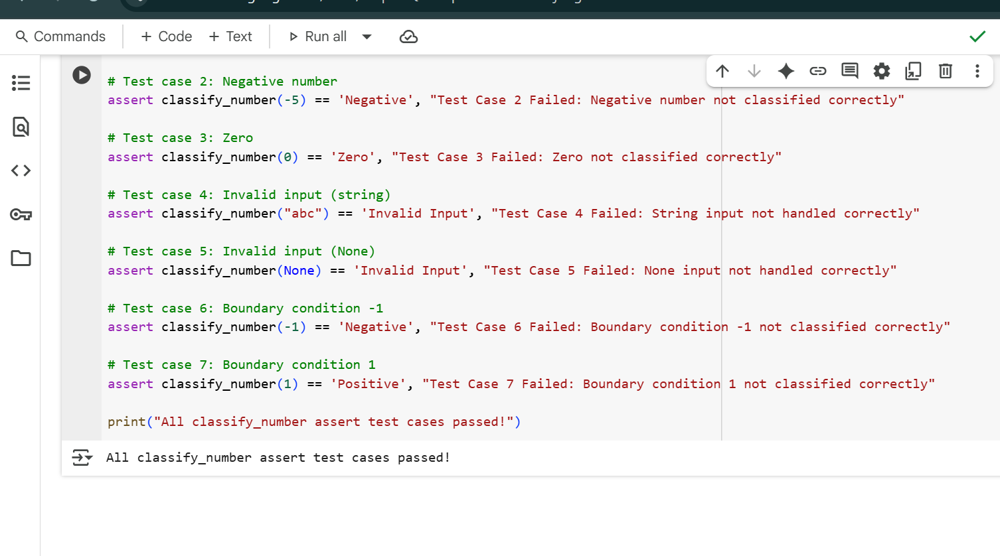 Commands
+ Code
+ Text
Run all
# Test case 2: Negative number
assert classify_number(-5) == 'Negative', "Test Case 2 Failed: Negative number not classified correctly"
# Test case 3: Zero
assert classify_number(0) == 'Zero', "Test Case 3 Failed: Zero not classified correctly"
# Test case 4: Invalid input (string)
assert classify_number("abc") == 'Invalid Input', "Test Case 4 Failed: String input not handled correctly"
# Test case 5: Invalid input (None)
assert classify_number(None) == 'Invalid Input', "Test Case 5 Failed: None input not handled correctly"
# Test case 6: Boundary condition -1
assert classify_number(-1) == 'Negative', "Test Case 6 Failed: Boundary condition -1 not classified correctly"
# Test case 7: Boundary condition 1
assert classify_number(1) == 'Positive', "Test Case 7 Failed: Boundary condition 1 not classified correctly"
print("All classify_number assert test cases passed!")
All classify_number assert test cases passed!